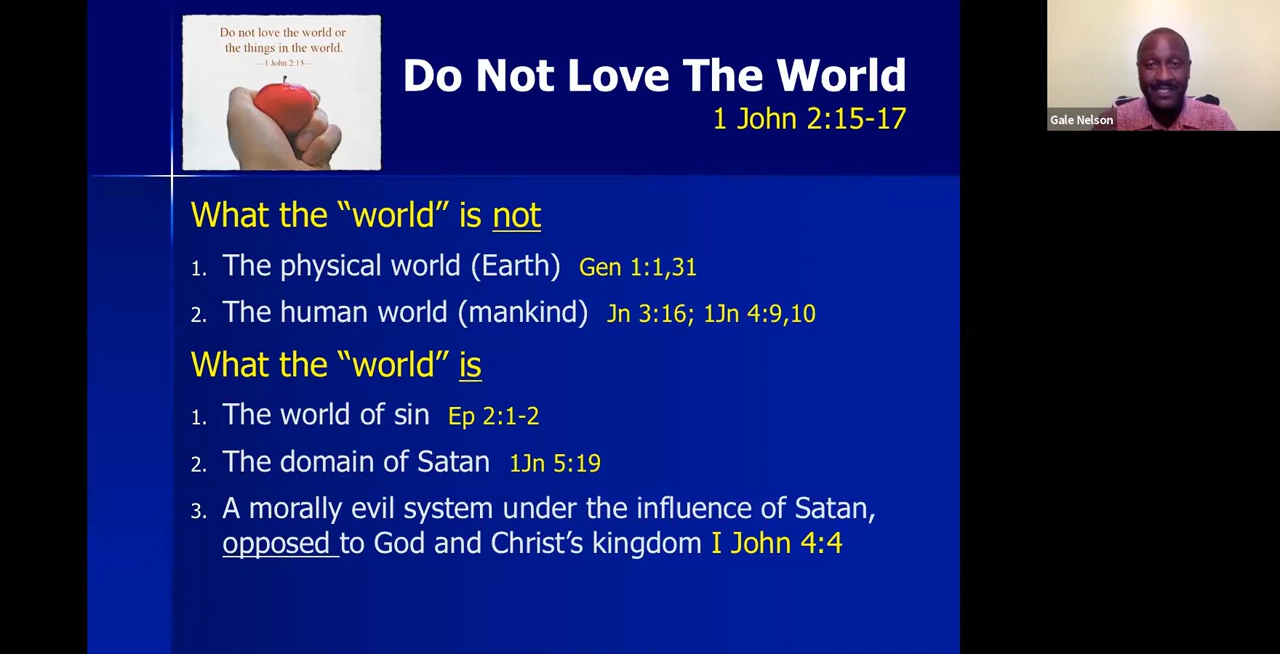 Do not love the world or
the things in the world.
—1 John 2:15—
Do Not Love The World
1 John 2:15-17
Gale Nelson
What the “world” is not
1. The physical world (Earth) Gen 1:1,31
2. The human world (mankind) Jn 3:16; 1Jn 4:9,10
What the “world” is
1. The world of sin Ep 2:1-2
2. The domain of Satan 1Jn 5:19
3. A morally evil system under the influence of Satan,
opposed to God and Christ’s kingdom I John 4:4